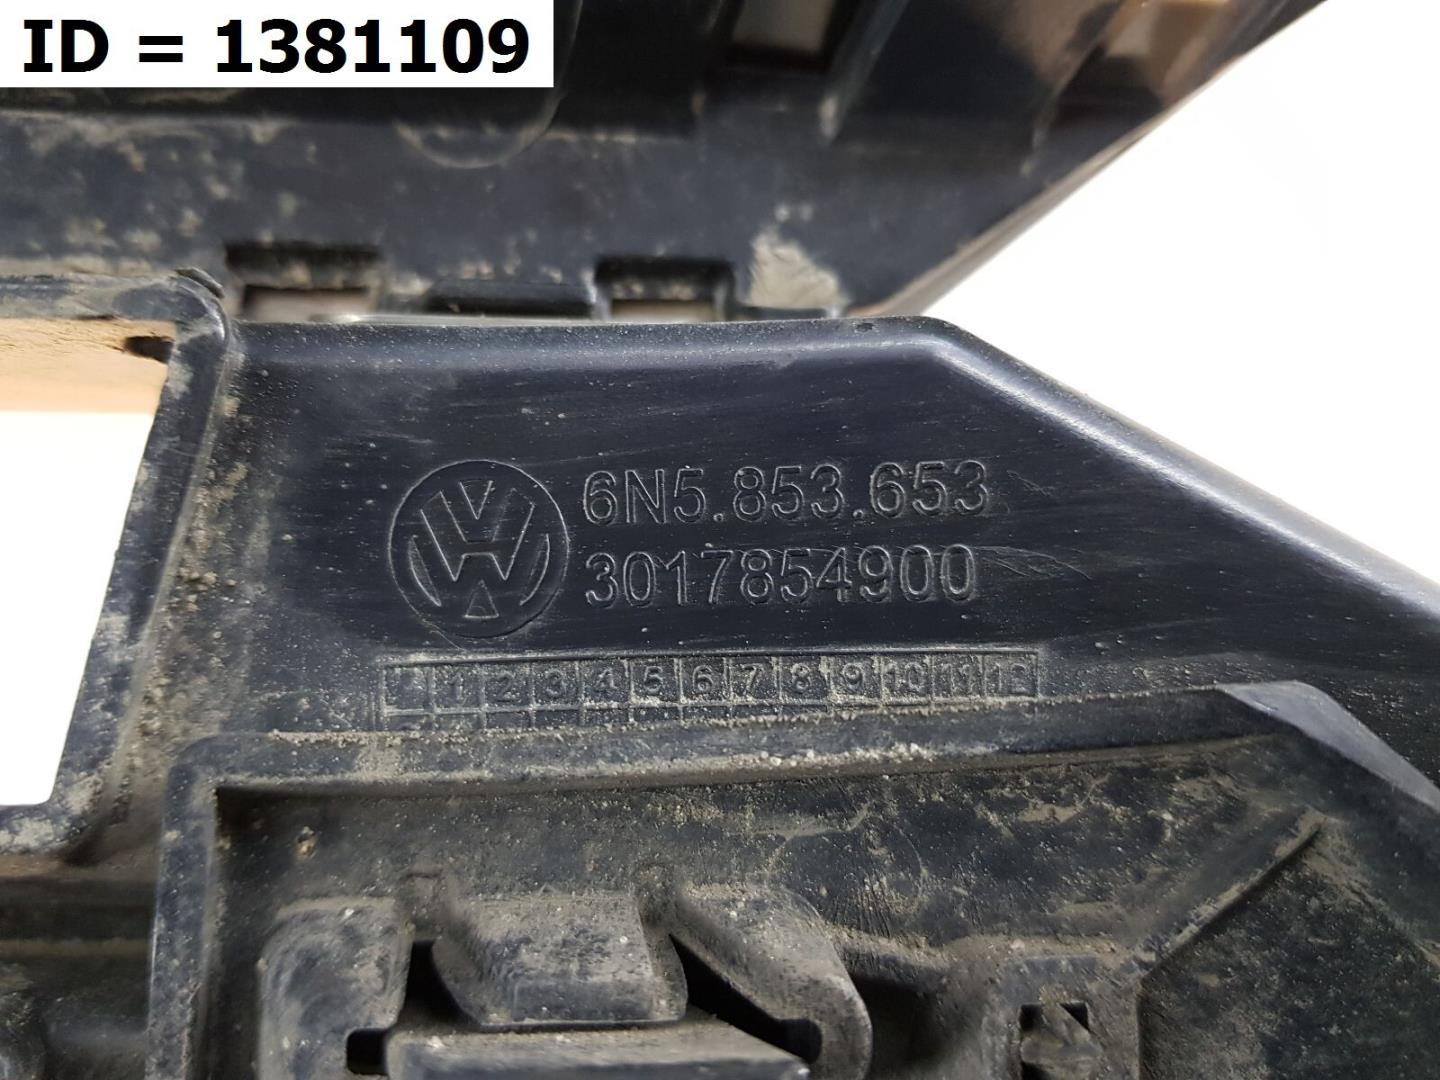 ID = 1381109
6N5.853.653
3017854900
1 2 3 4 5 6 7 8 9 10 11 12